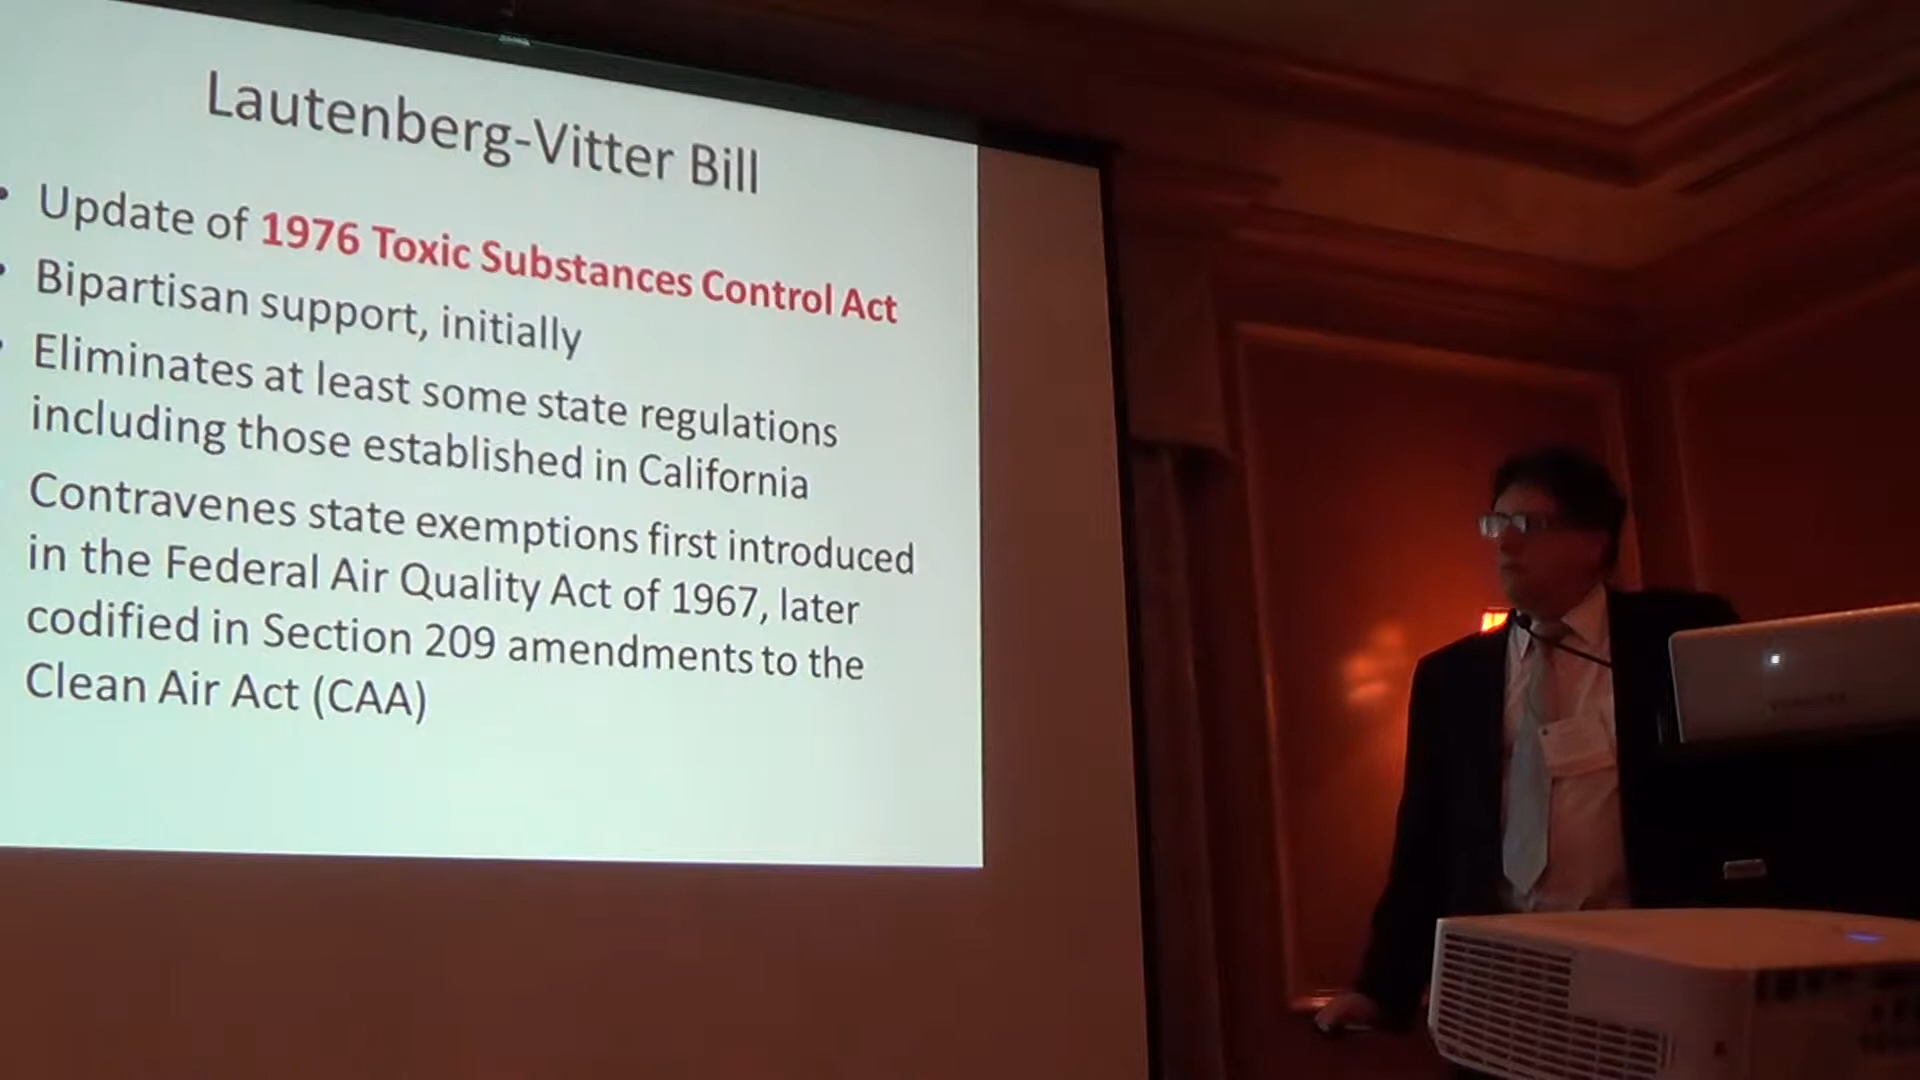 Lautenberg-Vitter Bill
• Update of 1976 Toxic Substances Control Act
• Bipartisan support, initially
• Eliminates at least some state regulations
including those established in California
Contravenes state exemptions first introduced
in the Federal Air Quality Act of 1967, later
codified in Section 209 amendments to the
Clean Air Act (CAA)